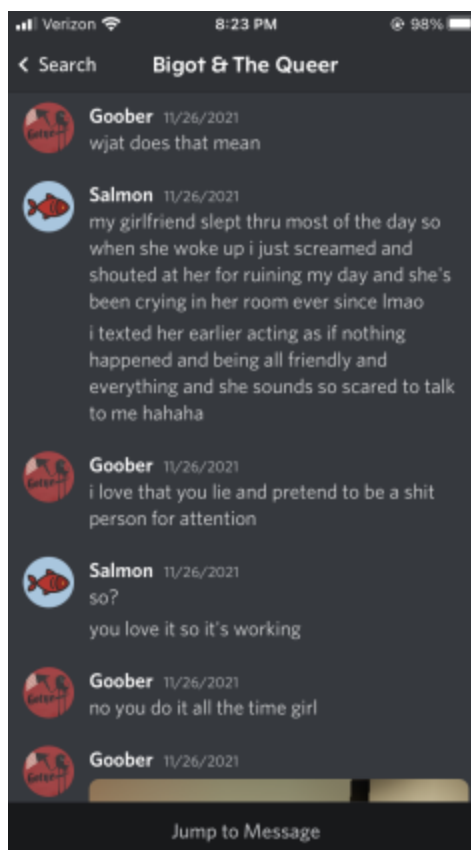 Verizon 8:23 PM 98%
Search Bigot & The Queer
Goober 11/26/2021
wjat does that mean
Salmon 11/26/2021
my girlfriend slept thru most of the day so
when she woke up i just screamed and
shouted at her for ruining my day and she's
been crying in her room ever since lmao
i texted her earlier acting as if nothing
happened and being all friendly and
everything and she sounds so scared to talk
to me hahaha
Goober 11/26/2021
i love that you lie and pretend to be a shit
person for attention
Salmon 11/26/2021
so?
you love it so it's working
Goober 11/26/2021
no you do it all the time girl
Goober 11/26/2021
Jump to Message